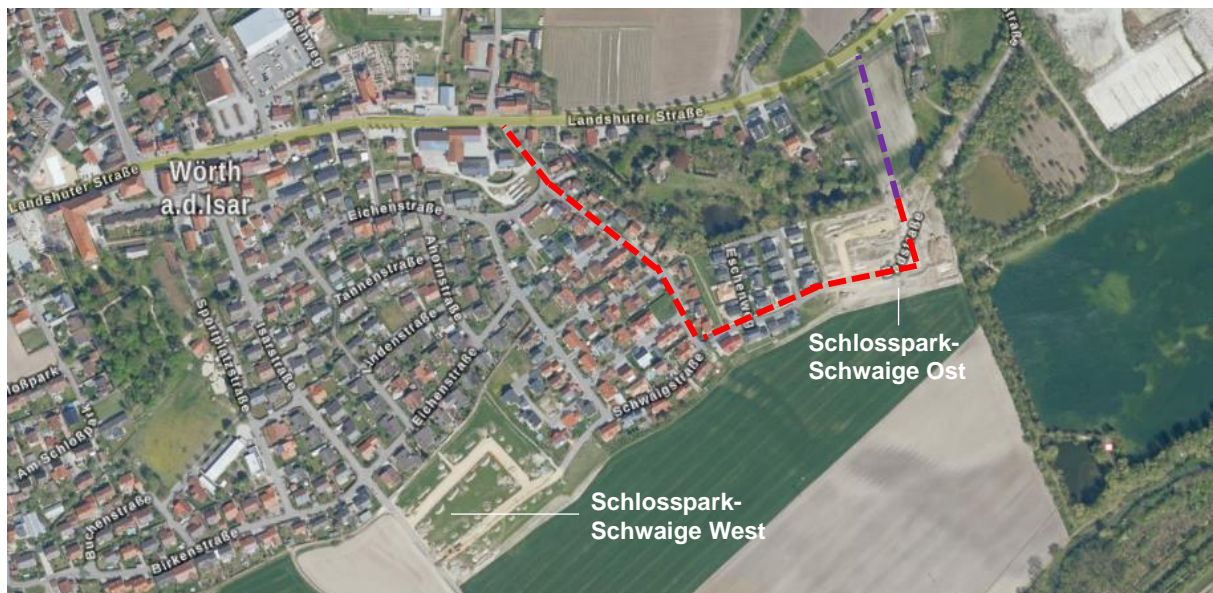 Landshuter Straße
Wörth
a.d.Isar
Landshuter Straße
Eichenstraße
Ahornstraße
Tannenstraße
Lindenstraße
Eschenweg
Sportplatzstraße
Isarstraße
Eichenstraße
Schwaigstraße
Schlosspark-
Schwaige Ost
Am Schloßpark
Buchenstraße
Birkenstraße
Schlosspark-
Schwaige West